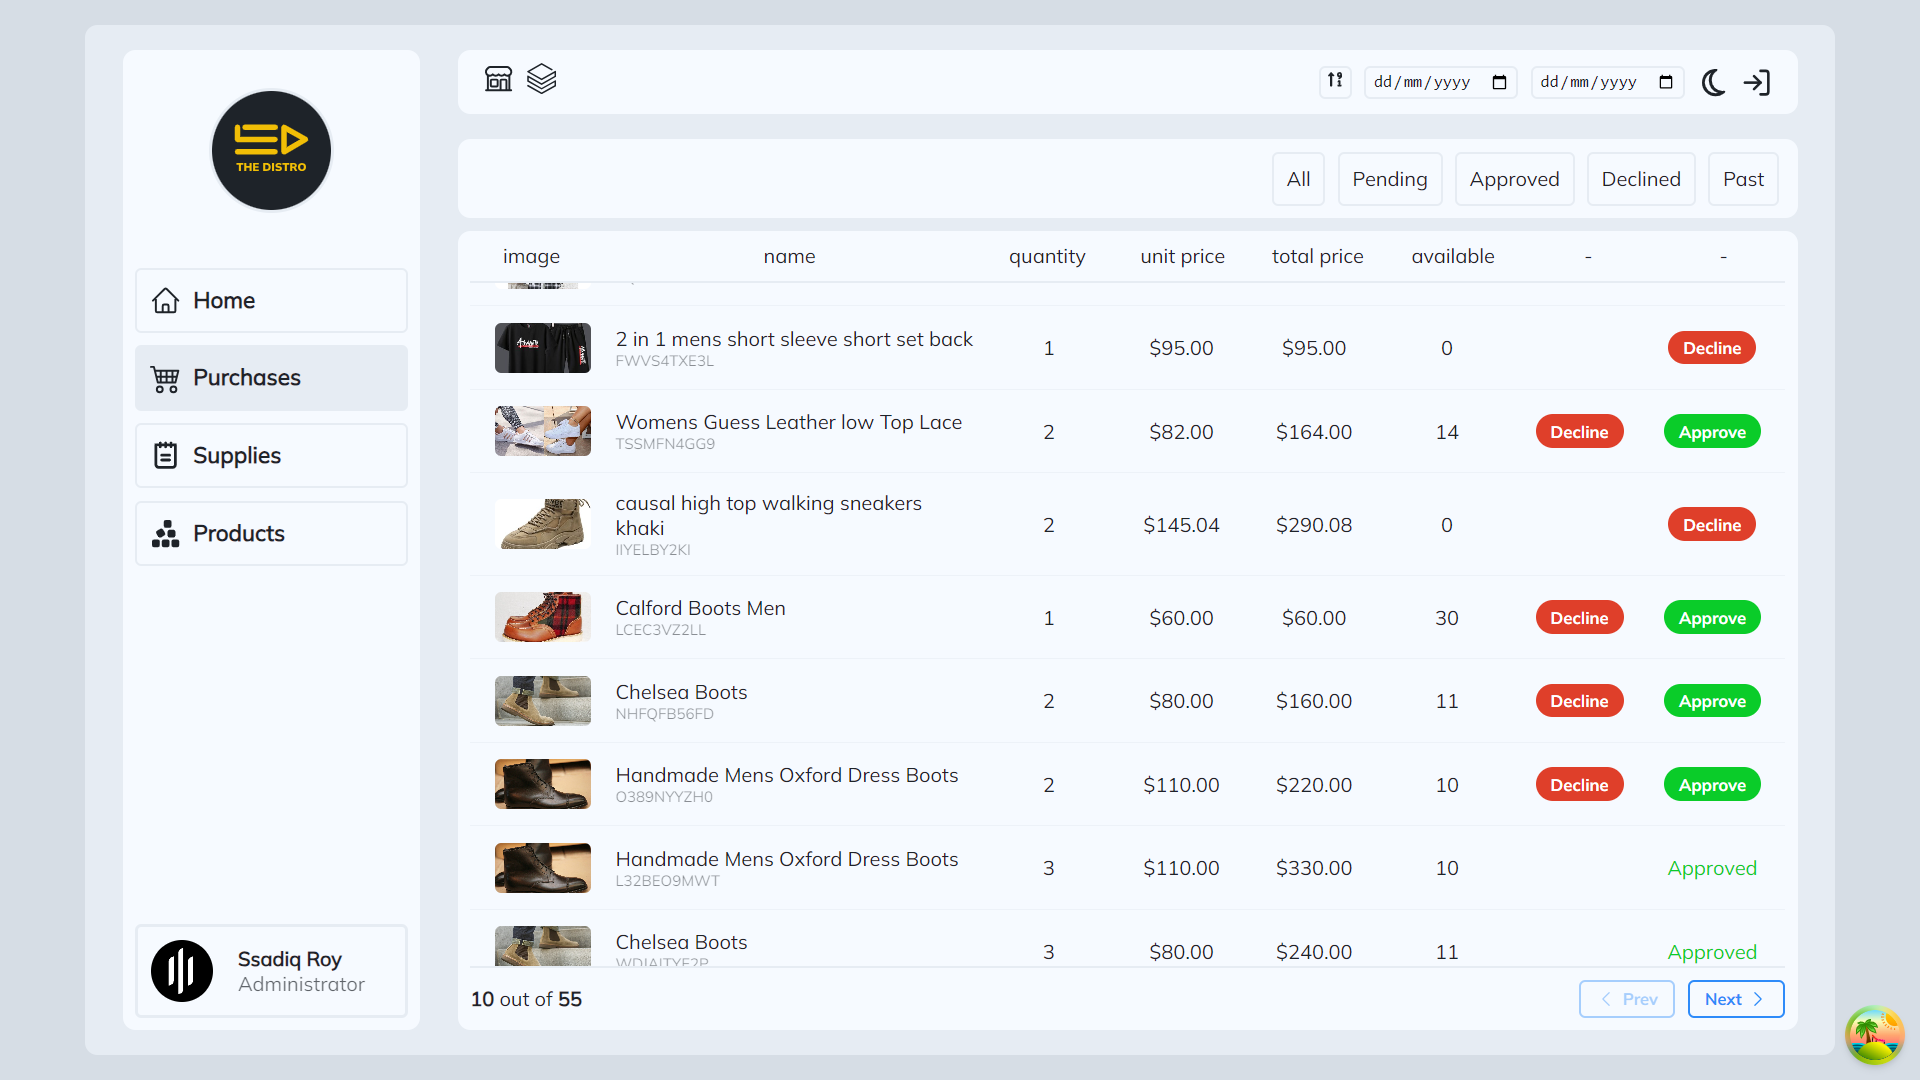 THE DISTRO
Home
Purchases
Supplies
Products
Ssadiq Roy
Administrator
dd/mm/yyyy
dd/mm/yyyy
All
Pending
Approved
Declined
Past
image name quantity unit price total price available - -
2 in 1 mens short sleeve short set back
FWVS4TXE3L
1 $95.00 $95.00 0 Decline
Womens Guess Leather low Top Lace
TSSMFN4GG9
2 $82.00 $164.00 14 Decline Approve
causal high top walking sneakers
khaki
IIYELBY2KI
2 $145.04 $290.08 0 Decline
Calford Boots Men
LCEC3VZ2LL
1 $60.00 $60.00 30 Decline Approve
Chelsea Boots
NHFQFB56FD
2 $80.00 $160.00 11 Decline Approve
Handmade Mens Oxford Dress Boots
O389NYYZH0
2 $110.00 $220.00 10 Decline Approve
Handmade Mens Oxford Dress Boots
L32BEO9MWT
3 $110.00 $330.00 10 Approved
Chelsea Boots
3 $80.00 $240.00 11 Approved
10 out of 55
Prev
Next